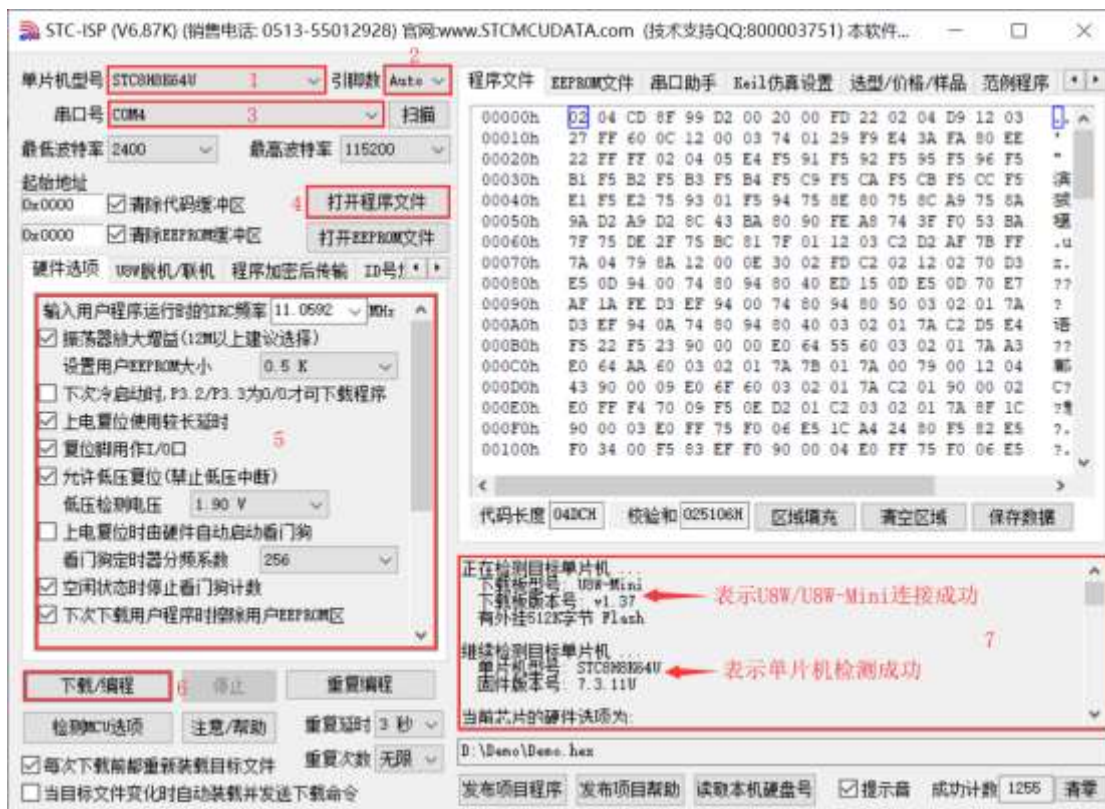 STC-ISP (V6.87K) (销售电话: 0513-55012928) 官网:www.STCMCUDATA.com (技术支持QQ:800003751) 本软件...
单片机型号 STC8H8K64U 1 引脚数 Auto 2
串口号 COM4 3 扫描
最低波特率 2400 最高波特率 115200
起始地址
0x0000 清除代码缓冲区 4 打开程序文件
0x0000 清除EEPROM缓冲区 打开EEPROM文件
硬件选项 U8W脱机/联机 程序加密后传输 ID号
输入用户程序运行时的IRC频率 11.0592 MHz
振荡器放大增益(12M以上建议选择)
设置用户EEPROM大小 0.5 K
下次冷启动时,P3.2/P3.3为0/0才可下载程序
上电复位使用较长延时
5
复位脚用作I/O口
允许低压复位(禁止低压中断)
低压检测电压 1.90 V
上电复位时由硬件自动启动看门狗
看门狗定时器分频系数 256
空闲状态时停止看门狗计数
下次下载用户程序时擦除用户EEPROM区
下载/编程 6 停止 重复编程
检测MCU选项 注意/帮助 重复延时 3 秒
重复次数 无限
每次下载前都重新装载目标文件
当目标文件变化时自动装载并发送下载命令
程序文件 EEPROM文件 串口助手 Keil仿真设置 选型/价格/样品 范例程序
00000h 02 04 CD 8F 99 D2 00 20 00 FD 22 02 04 D9 12 03
00010h 27 FF 60 0C 12 00 03 74 01 29 F9 E4 3A FA 80 EE
00020h 22 FF FF 02 04 05 E4 F5 91 F5 92 F5 95 F5 96 F5
00030h B1 F5 B2 F5 B3 F5 B4 F5 C9 F5 CA F5 CB F5 CC F5
00040h E1 F5 E2 75 93 01 F5 94 75 8E 80 75 8C A9 75 8A
00050h 9A D2 A9 D2 8C 43 BA 80 90 FE A8 74 3F F0 53 BA
00060h 7F 75 DE 2F 75 BC 81 7F 01 12 03 C2 D2 AF 7B FF .u
00070h 7A 04 79 8A 12 00 0E 30 02 FD C2 02 12 02 70 D3 z.
00080h E5 0D 94 00 74 80 94 80 40 ED 15 0D E5 0D 70 E7 ??
00090h AF 1A FE D3 EF 94 00 74 80 94 80 50 03 02 01 7A ?
000A0h D3 EF 94 0A 74 80 94 80 40 03 02 01 7A C2 D5 E4 语
000B0h F5 22 F5 23 90 00 00 E0 64 55 60 03 02 01 7A A3 ??
000C0h E0 64 AA 60 03 02 01 7A 7B 01 7A 00 79 00 12 04
000D0h 43 90 00 09 E0 6F 60 03 02 01 7A C2 01 90 00 02 C?
000E0h E0 FF F4 70 09 F5 0E D2 01 C2 03 02 01 7A 8F 1C
000F0h 90 00 03 E0 FF 75 F0 06 E5 1C A4 24 80 F5 82 E5 ?.
00100h F0 34 00 F5 83 EF F0 90 00 04 E0 FF 75 F0 06 E5 ?.
代码长度 04DCH 校验和 025106H 区域填充 清空区域 保存数据
正在检测目标单片机 ...
下载板型号: U8W-Mini
下载板版本号: v1.37 表示U8W/U8W-Mini连接成功
有外挂512K字节 Flash
7
继续检测目标单片机 ...
单片机型号: STC8H8K64U 表示单片机检测成功
固件版本号: 7.3.11U
当前芯片的硬件选项为:
D:\Demo\Demo.hex
发布项目程序 发布项目帮助 读取本机硬盘号 提示音 成功计数 1256 清零